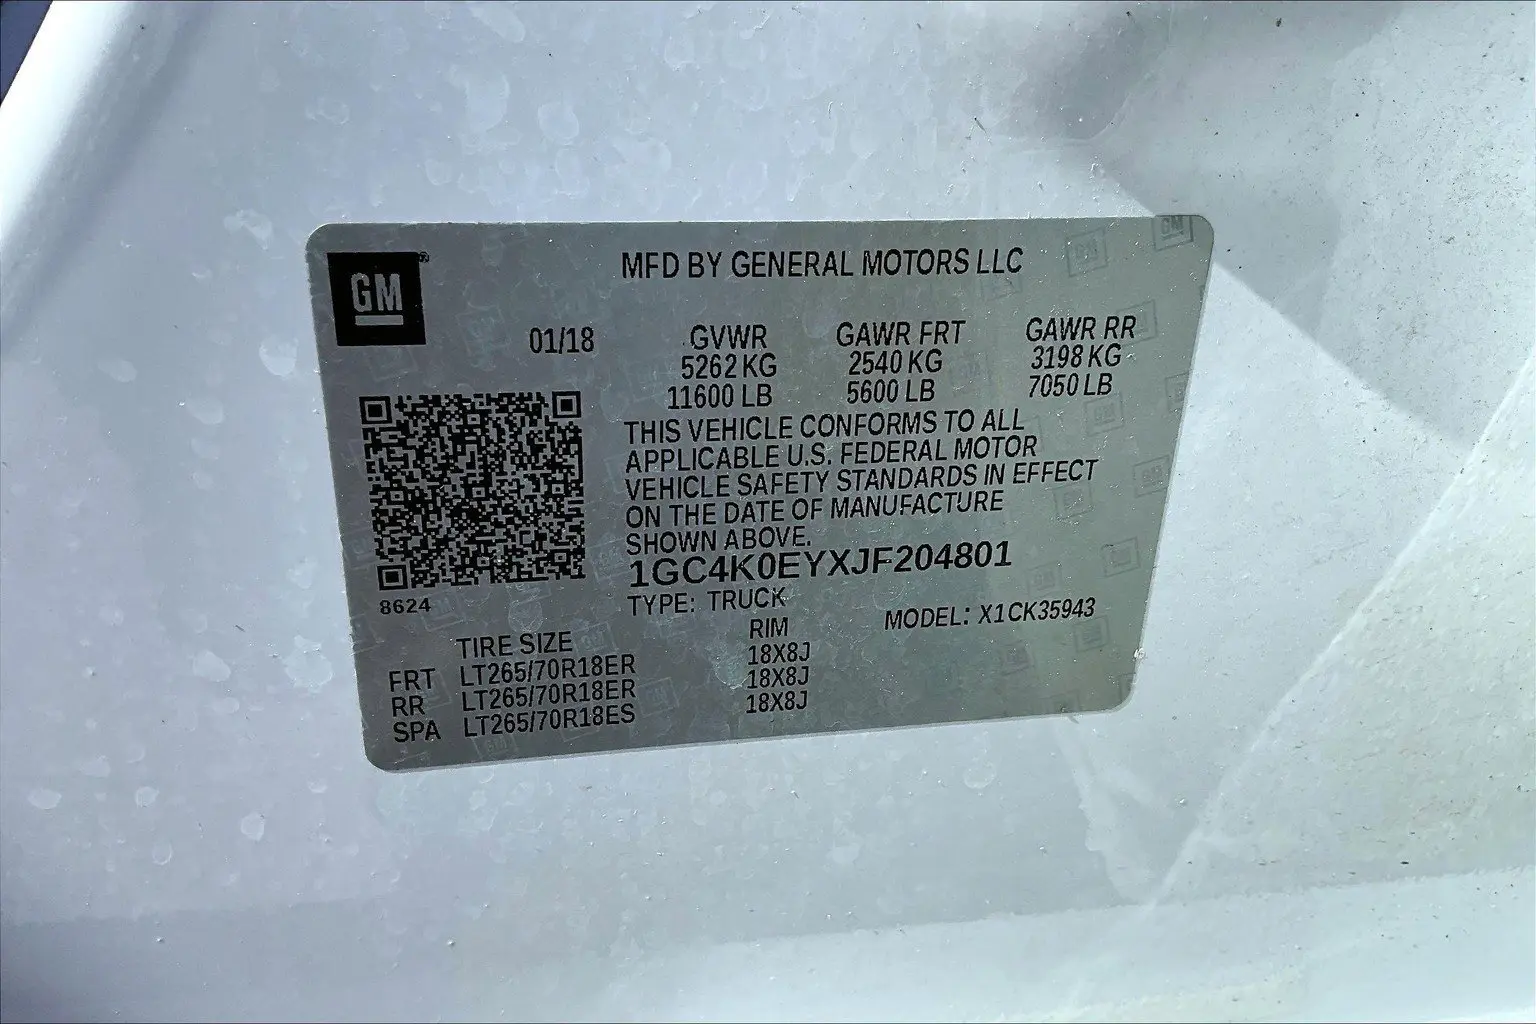 GM®
MFD BY GENERAL MOTORS LLC
01/18 GVWR GAWR FRT GAWR RR
5262 KG 2540 KG 3198 KG
11600 LB 5600 LB 7050 LB
THIS VEHICLE CONFORMS TO ALL
APPLICABLE U.S. FEDERAL MOTOR
VEHICLE SAFETY STANDARDS IN EFFECT
ON THE DATE OF MANUFACTURE
SHOWN ABOVE.
1GC4K0EYXJF204801
8624
TYPE: TRUCK MODEL: X1CK35943
TIRE SIZE RIM
FRT LT265/70R18ER 18X8J
RR LT265/70R18ER 18X8J
SPA LT265/70R18ES 18X8J